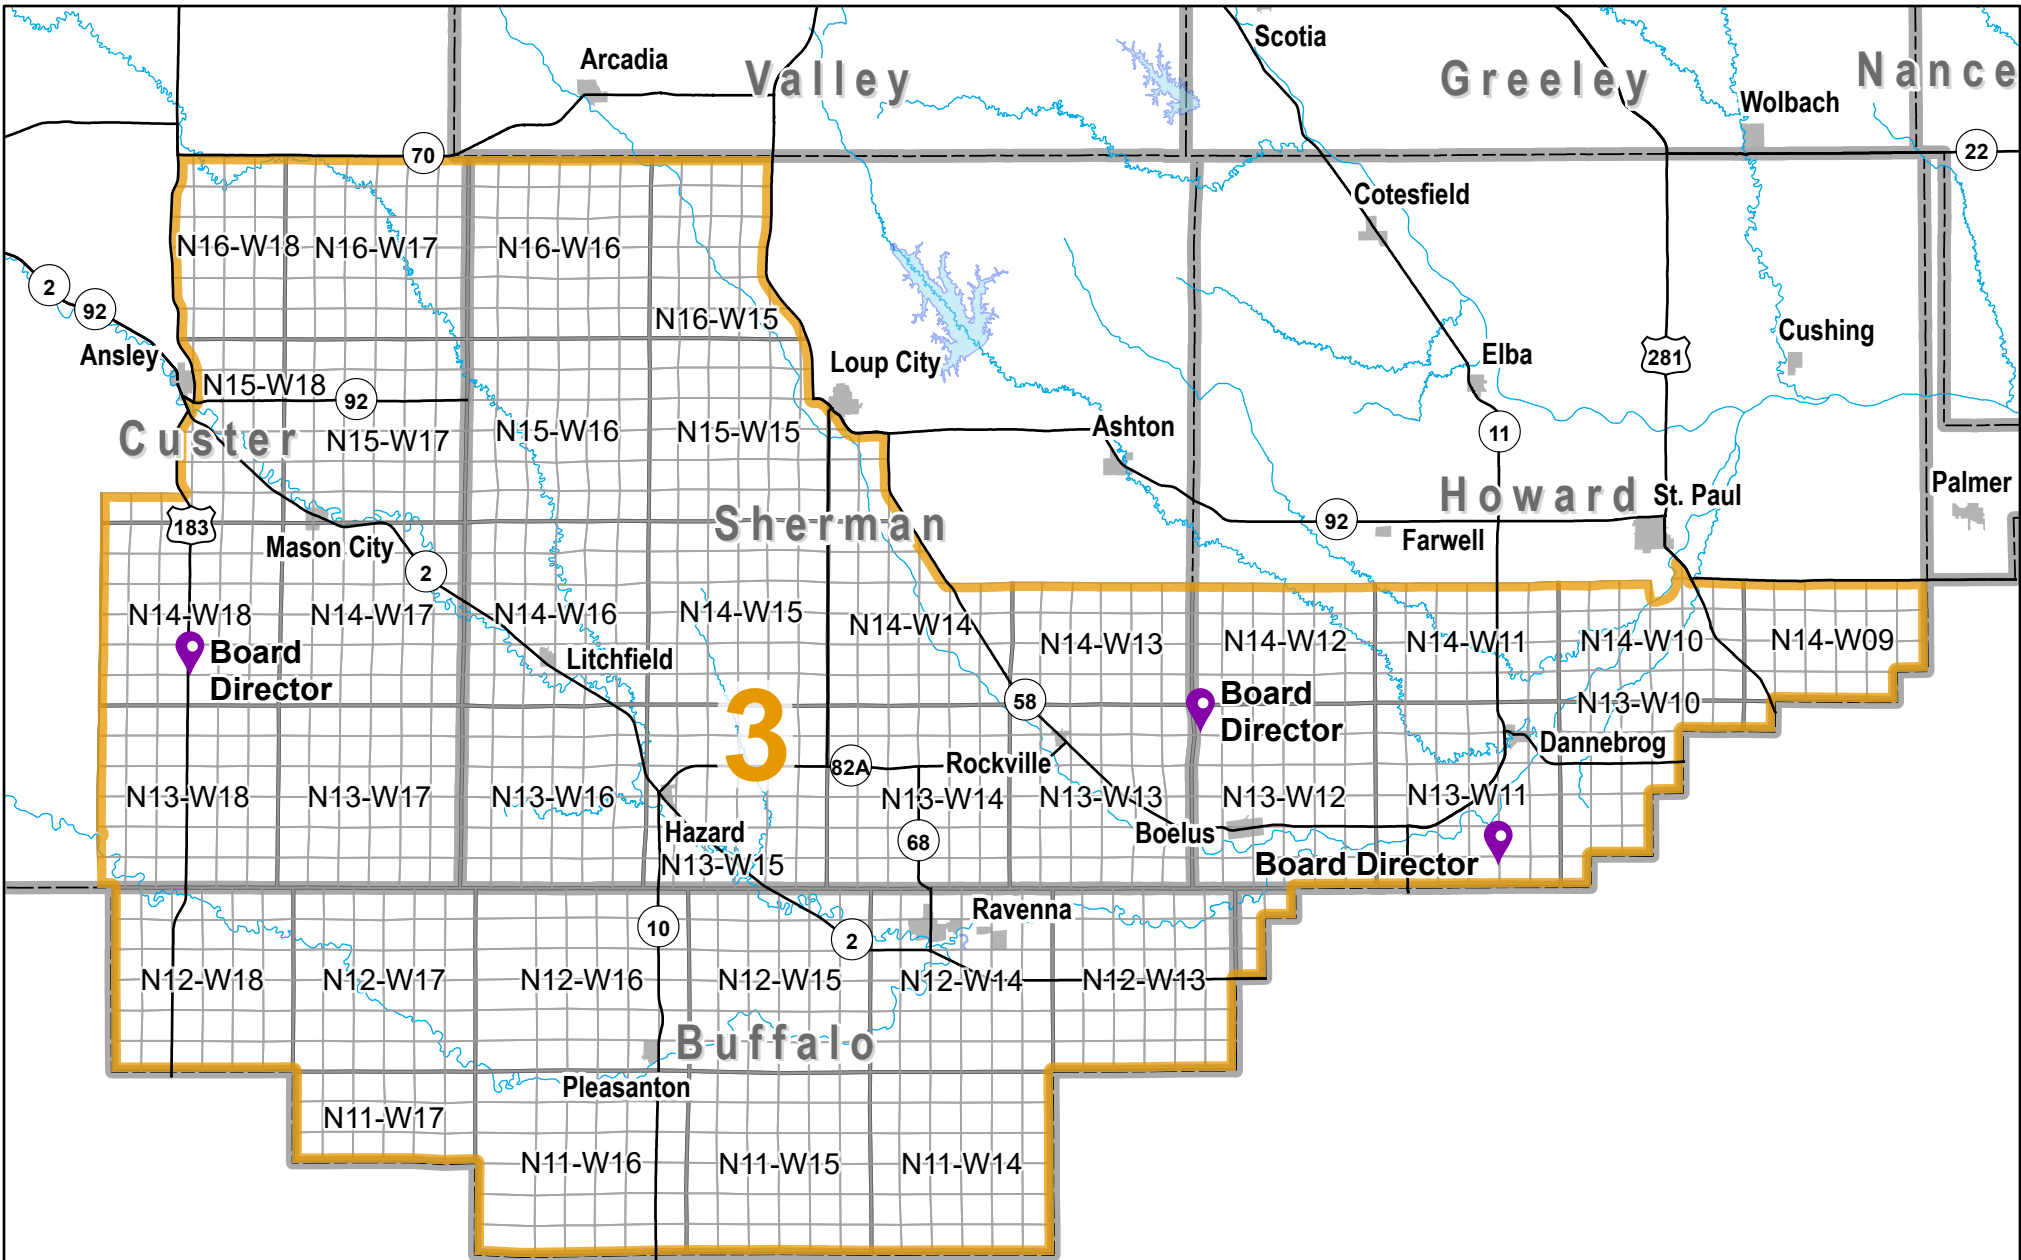 Scotia
Arcadia
Valley
Greeley
Nance
Wolbach
70
22
Cotesfield
N16-W18
N16-W17
N16-W16
2
92
N16-W15
Ansley
Loup City
Elba
281
Cushing
N15-W18
92
Custer
N15-W17
N15-W16
N15-W15
Ashton
11
Palmer
183
Sherman
Howard
St. Paul
92
Farwell
Mason City
2
N14-W18
N14-W17
N14-W16
N14-W15
N14-W14
N14-W13
N14-W12
N14-W11
N14-W10
N14-W09
Board
Director
Litchfield
3
58
Board
Director
N13-W10
Dannebrog
82A
Rockville
N13-W18
N13-W17
N13-W16
N13-W14
N13-W13
N13-W12
N13-W11
Hazard
68
Boelus
N13-W15
Board Director
10
2
Ravenna
N12-W18
N12-W17
N12-W16
N12-W15
N12-W14
N12-W13
Buffalo
Pleasanton
N11-W17
N11-W16
N11-W15
N11-W14